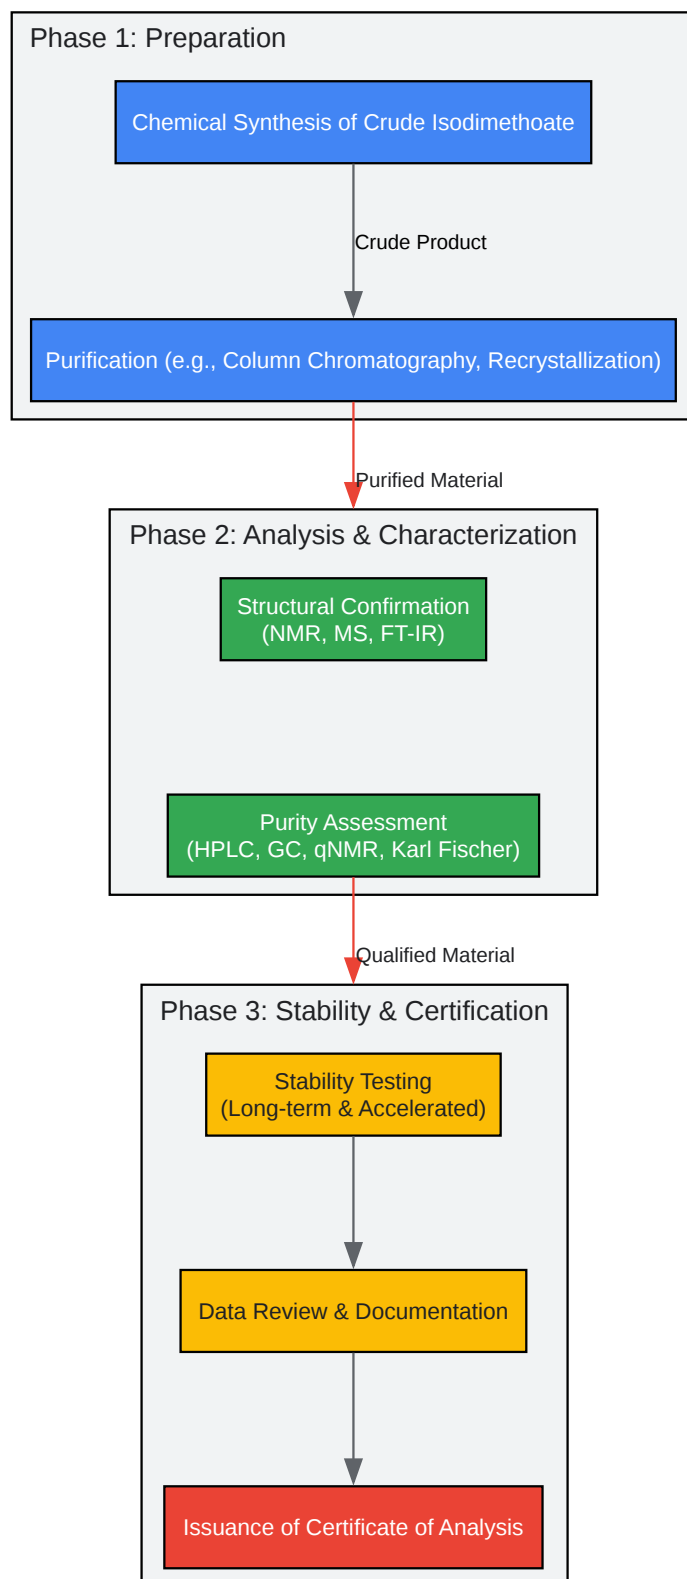 Phase 1: Preparation
Chemical Synthesis of Crude Isodimethoate
Crude Product
Purification (e.g., Column Chromatography, Recrystallization)
Purified Material
Phase 2: Analysis & Characterization
Structural Confirmation
(NMR, MS, FT-IR)
Purity Assessment
(HPLC, GC, qNMR, Karl Fischer)
Qualified Material
Phase 3: Stability & Certification
Stability Testing
(Long-term & Accelerated)
Data Review & Documentation
Issuance of Certificate of Analysis